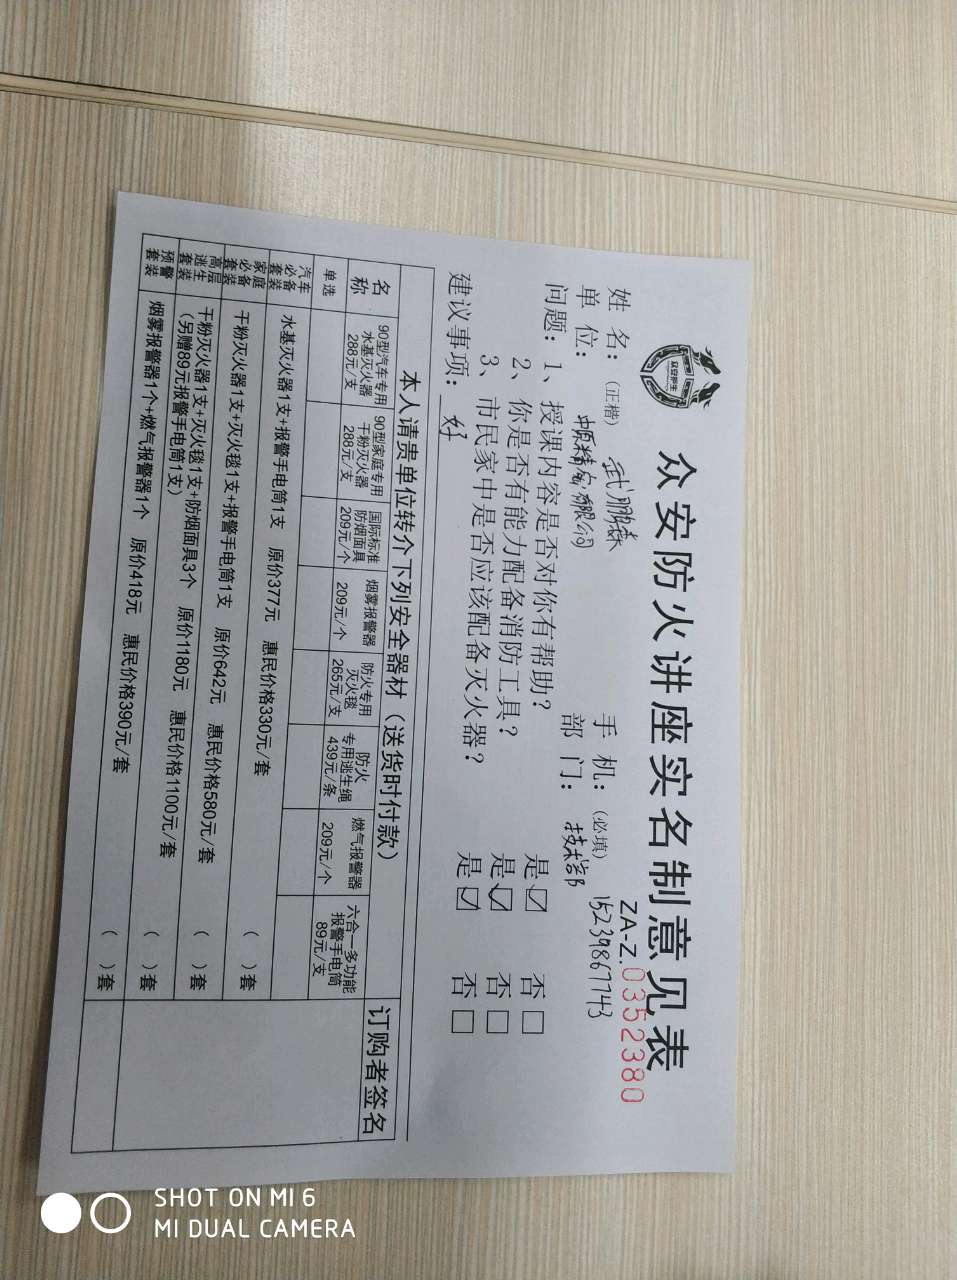 众安护生
众安防火讲座实名制意见表
ZA-Z.0352380
姓 名：（正楷） 武鹏森 手 机：（必填） 15239867743
单 位： 有限公司 部 门： 技术部
问题：1、授课内容是否对你有帮助？ 是☑ 否□
2、你是否有能力配备消防工具？ 是☑ 否□
3、市民家中是否应该配备灭火器？ 是☑ 否□
建议事项： 好
本人请贵单位转介下列安全器材（送货时付款） 订购者签名
名称 90型汽车专用水基灭火器288元/支 90型家庭专用干粉灭火器288元/支 国际标准防烟面具209元/个 烟雾报警器209元/个 防火专用灭火毯265元/支 防火专用逃生绳439元/条 燃气报警器209元/个 六合一多功能报警手电筒89元/支
单选
汽车必备套装 水基灭火器1支+报警手电筒1支 原价377元 惠民价格330元/套 （ ）套
家庭必备套装 干粉灭火器1支+灭火毯1支+报警手电筒1支 原价642元 惠民价格580元/套 （ ）套
高层逃生套装 干粉灭火器1支+灭火毯1支+防烟面具3个 原价1180元 惠民价格1100元/套 （ ）套
（另赠89元报警手电筒1支）
预警套装 烟雾报警器1个+燃气报警器1个 原价418元 惠民价格390元/套 （ ）套
SHOT ON MI 6
MI DUAL CAMERA